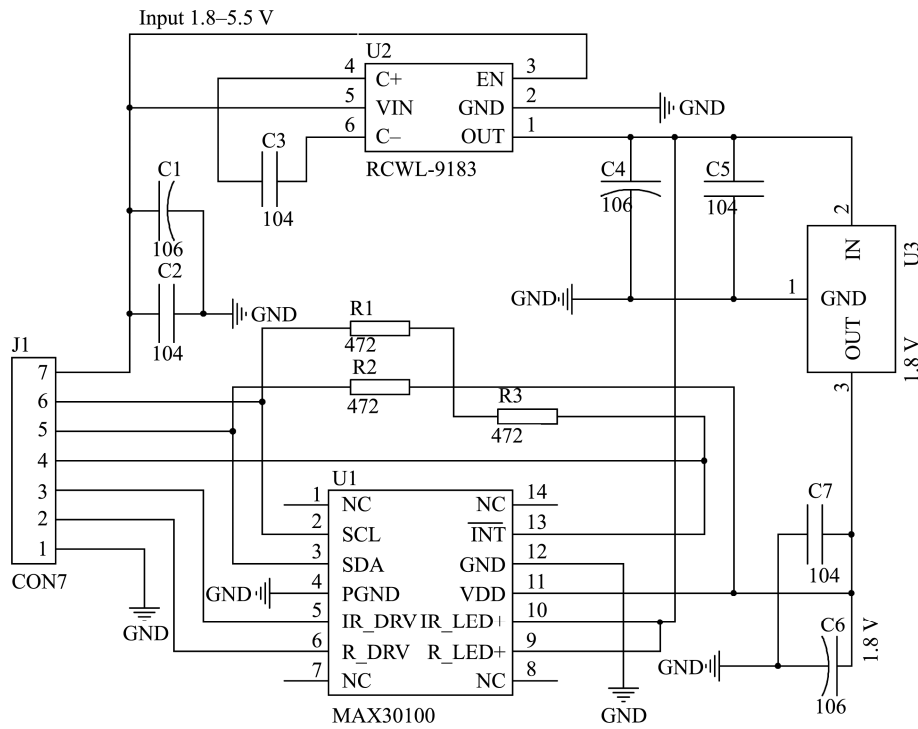 Input 1.8–5.5 V
U2
4 C+ EN 3
5 VIN GND 2 GND
6 C− OUT 1
RCWL-9183
C3
104
C1
106
C2
104
GND
C4
106
C5
104
2
U3
IN
1 GND
OUT
GND
3
1.8 V
J1
7
6
5
4
3
2
1
CON7
GND
R1
472
R2
472
R3
472
U1
1 NC NC 14
2 SCL INT 13
3 SDA GND 12
GND 4 PGND VDD 11
5 IR_DRV IR_LED+ 10
6 R_DRV R_LED+ 9
7 NC NC 8
MAX30100
GND
C7
104
C6
106
GND
1.8 V